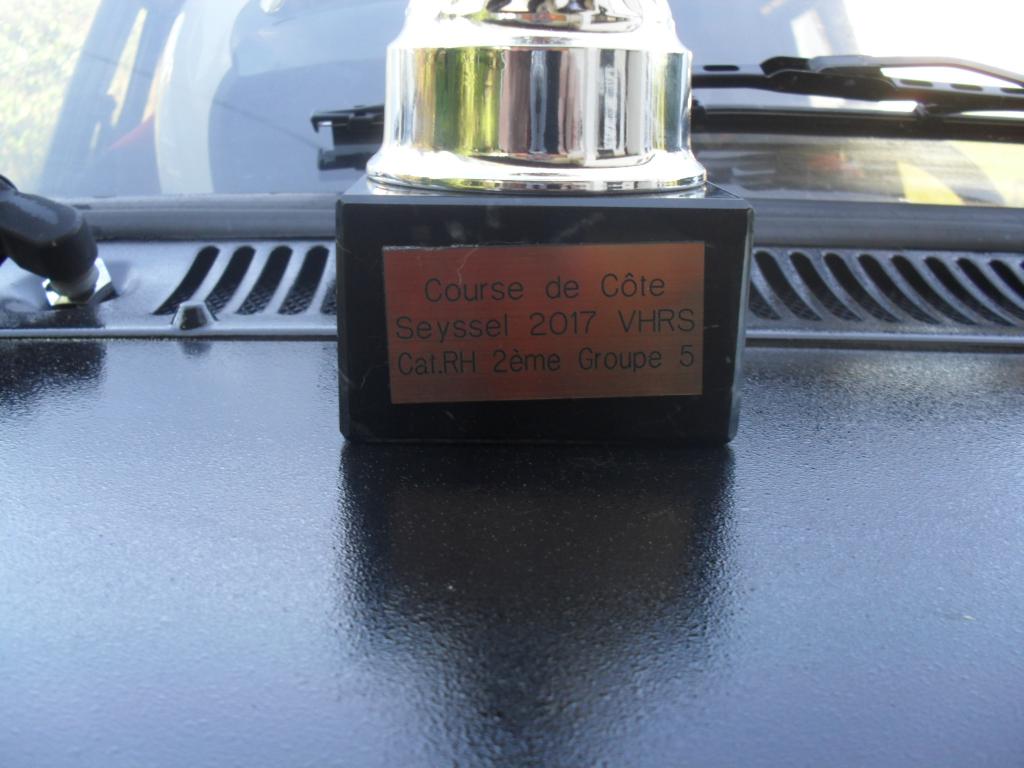 Course de Côte
Seyssel 2017 VHRS
Cat.RH 2ème Groupe 5